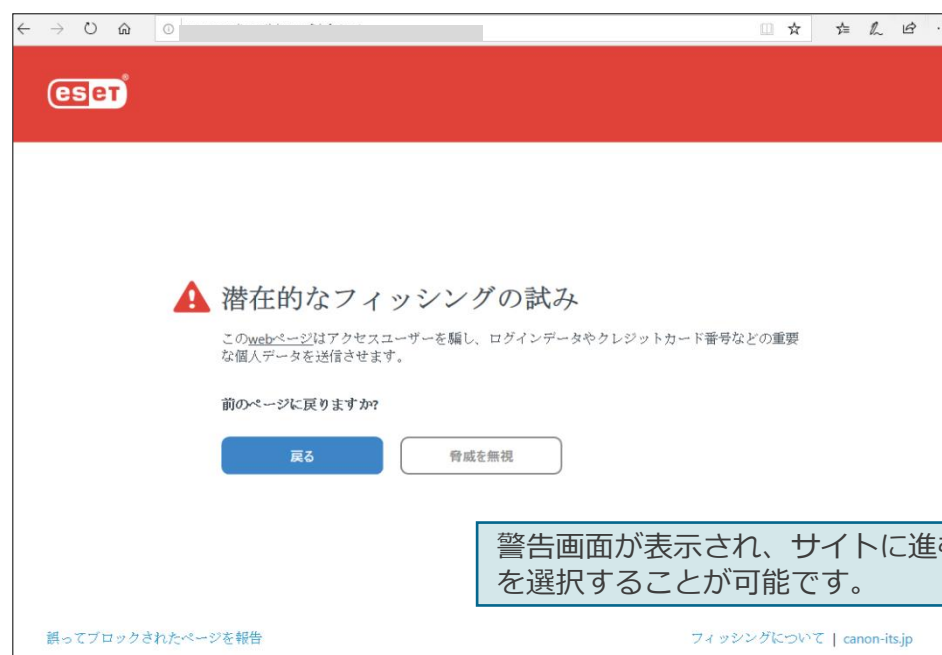 eset
潜在的なフィッシングの試み
このwebページはアクセスユーザーを騙し、ログインデータやクレジットカード番号などの重要
な個人データを送信させます。
前のページに戻りますか?
戻る
脅威を無視
警告画面が表示され、サイトに進む
を選択することが可能です。
誤ってブロックされたページを報告
フィッシングについて | canon-its.jp